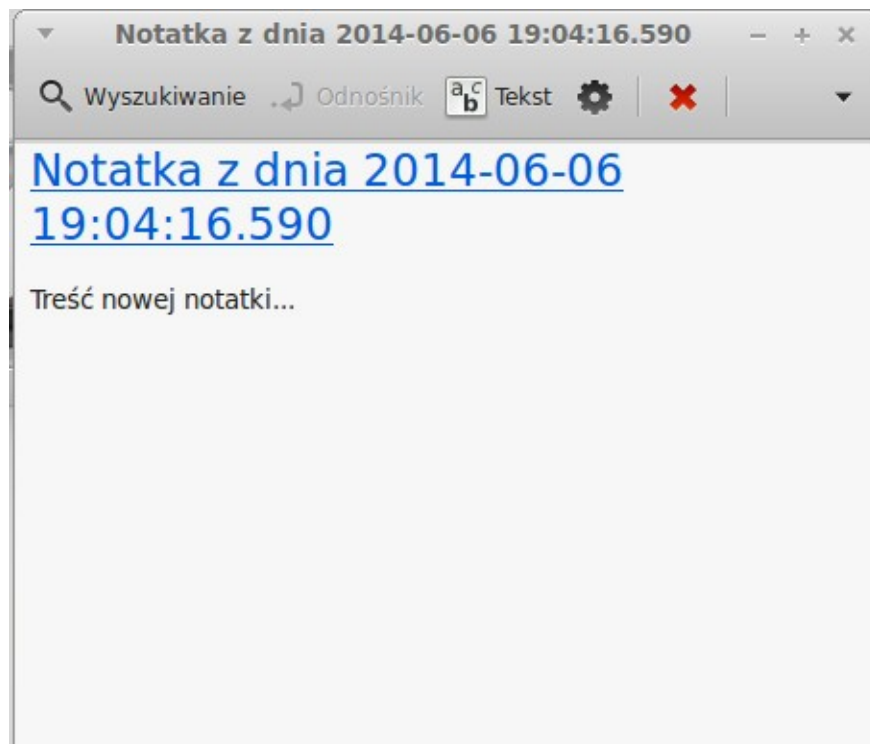 Notatka z dnia 2014-06-06 19:04:16.590
Wyszukiwanie Odnośnik abc Tekst
Notatka z dnia 2014-06-06
19:04:16.590
Treść nowej notatki...